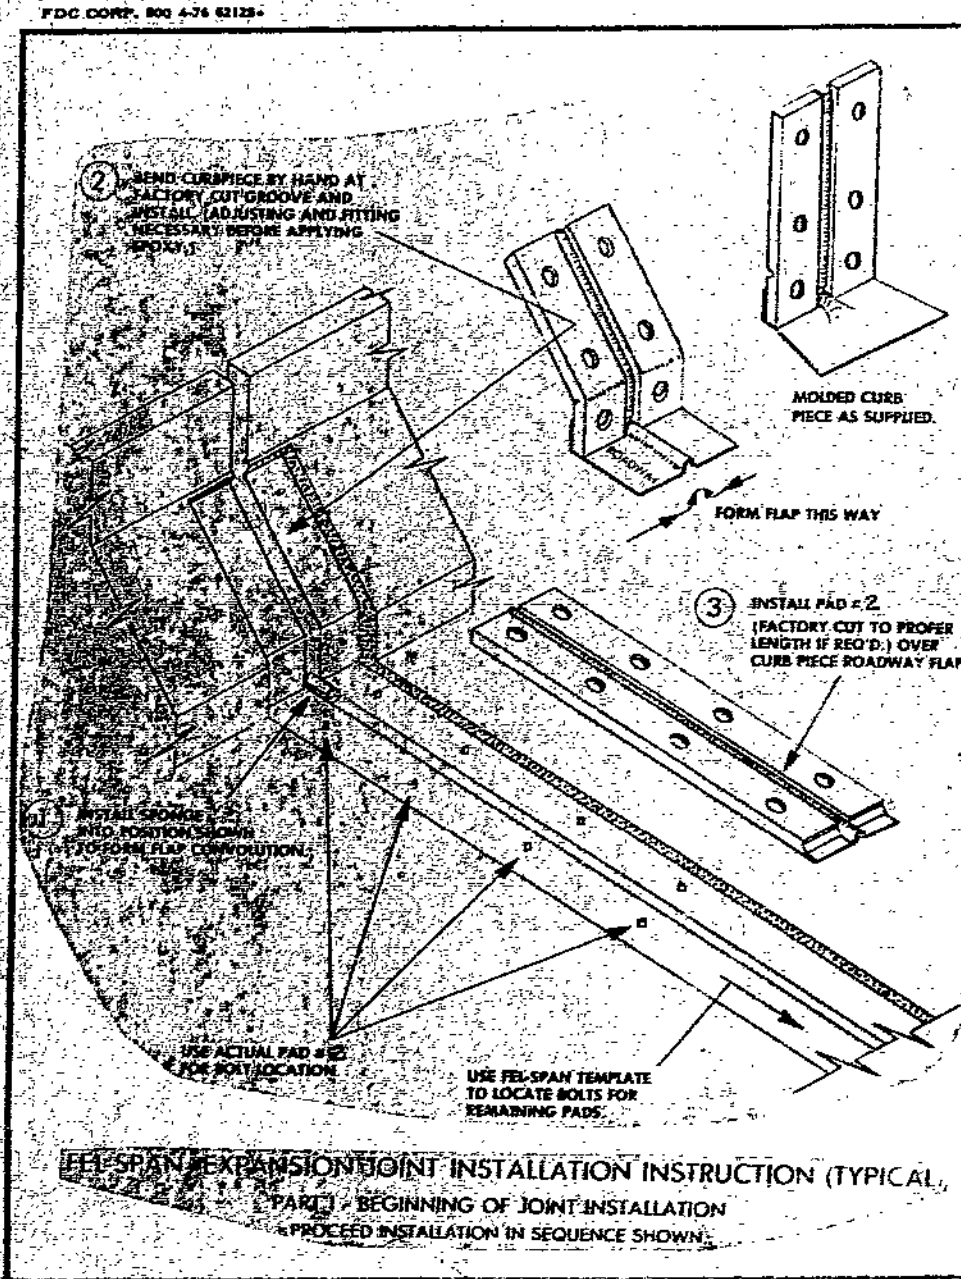 FDC CORP. 800 4-76 62125
2
BEND CURBPIECE BY HAND AT
FACTORY CUT GROOVE AND
INSTALL (ADJUSTING AND FITTING
NECESSARY BEFORE APPLYING
EPOXY.)
MOLDED CURB
PIECE AS SUPPLIED.
ROADWAY
FORM FLAP THIS WAY
3
INSTALL PAD # 2
(FACTORY CUT TO PROPER
LENGTH IF REQ'D.) OVER
CURB PIECE ROADWAY FLAP
1
INSTALL SPONGE
INTO POSITION SHOWN
TO FORM FLAP CONVOLUTION.
USE ACTUAL PAD # 2
FOR BOLT LOCATION
USE FEL-SPAN TEMPLATE
TO LOCATE BOLTS FOR
REMAINING PADS.
FEL-SPAN EXPANSION JOINT INSTALLATION INSTRUCTION (TYPICAL
PART I - BEGINNING OF JOINT INSTALLATION
PROCEED INSTALLATION IN SEQUENCE SHOWN